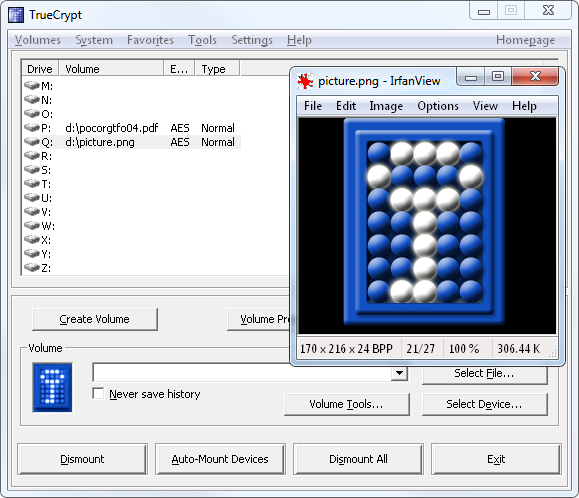 TrueCrypt
Volumes System Favorites Tools Settings Help Homepage
Drive Volume E... Type
M:
N:
O:
P: d:\pocorgtfo04.pdf AES Normal
Q: d:\picture.png AES Normal
R:
S:
T:
U:
V:
W:
X:
Y:
Z:
picture.png - IrfanView
File Edit Image Options View Help
170 x 216 x 24 BPP 21/27 100 % 306.44 K
Create Volume
Volume Pro
Volume
Select File...
Never save history
Volume Tools...
Select Device...
Dismount
Auto-Mount Devices
Dismount All
Exit